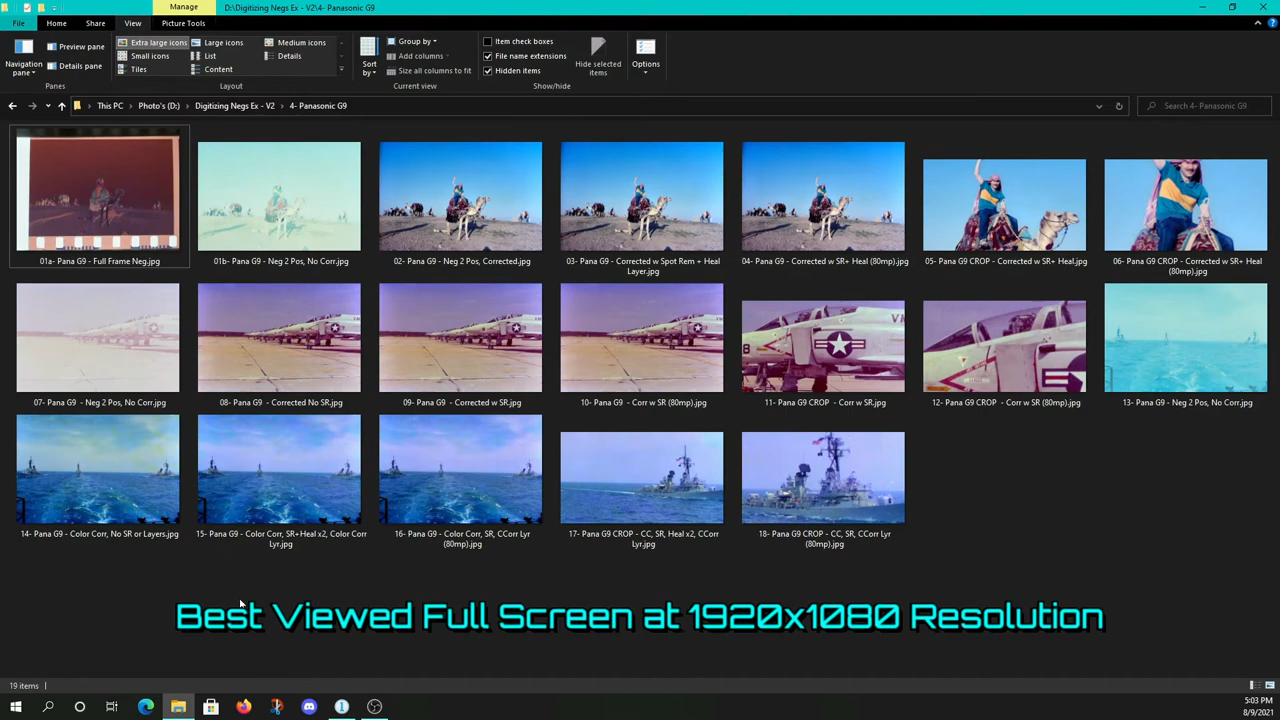 Manage
D:\Digitizing Negs Ex - V2\4- Panasonic G9
File
Home
Share
View
Picture Tools
Navigation pane
Preview pane
Details pane
Panes
Extra large icons
Large icons
Medium icons
Small icons
List
Details
Tiles
Content
Layout
Sort by
Group by
Add columns
Size all columns to fit
Current view
Item check boxes
File name extensions
Hidden items
Hide selected items
Show/hide
Options
This PC > Photo's (D:) > Digitizing Negs Ex - V2 > 4- Panasonic G9
Search 4- Panasonic G9
01a- Pana G9 - Full Frame Neg.jpg
01b- Pana G9 - Neg 2 Pos, No Corr.jpg
02- Pana G9 - Neg 2 Pos, Corrected.jpg
03- Pana G9 - Corrected w Spot Rem + Heal Layer.jpg
04- Pana G9 - Corrected w SR+ Heal (80mp).jpg
05- Pana G9 CROP - Corrected w SR+ Heal.jpg
06- Pana G9 CROP - Corrected w SR+ Heal (80mp).jpg
07- Pana G9 - Neg 2 Pos, No Corr.jpg
08- Pana G9 - Corrected No SR.jpg
09- Pana G9 - Corrected w SR.jpg
10- Pana G9 - Corr w SR (80mp).jpg
11- Pana G9 CROP - Corr w SR.jpg
12- Pana G9 CROP - Corr w SR (80mp).jpg
13- Pana G9 - Neg 2 Pos, No Corr.jpg
14- Pana G9 - Color Corr, No SR or Layers.jpg
15- Pana G9 - Color Corr, SR+Heal x2, Color Corr Lyr.jpg
16- Pana G9 - Color Corr, SR, CCorr Lyr (80mp).jpg
17- Pana G9 CROP - CC, SR, Heal x2, CCorr Lyr.jpg
18- Pana G9 CROP - CC, SR, CCorr Lyr (80mp).jpg
Best Viewed Full Screen at 1920x1080 Resolution
19 items
5:03 PM
8/9/2021